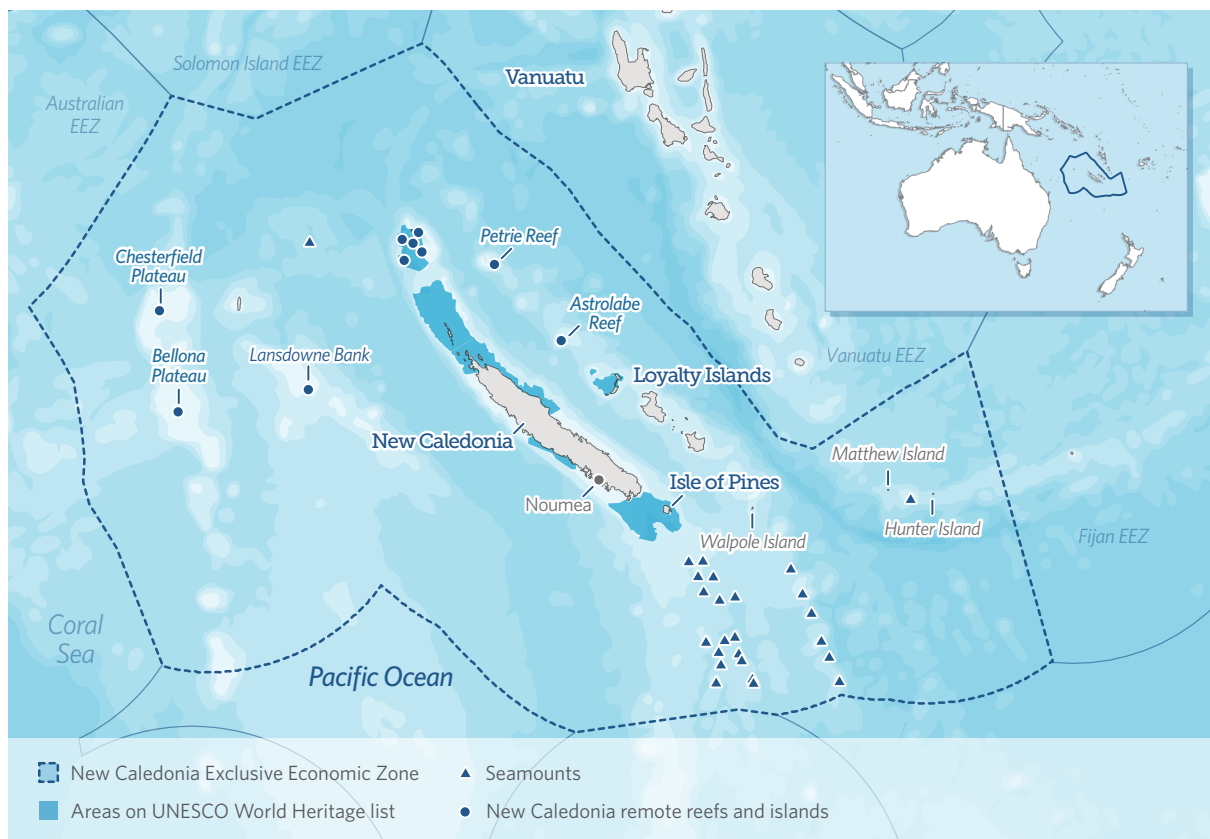 Solomon Island EEZ
Vanuatu
Australian
EEZ
Petrie Reef
Chesterfield
Plateau
Astrolabe
Reef
Bellona
Plateau
Lansdowne Bank
Vanuatu EEZ
Loyalty Islands
New Caledonia
Matthew Island
Isle of Pines
Noumea
Hunter Island
Walpole Island
Fijan EEZ
Coral
Sea
Pacific Ocean
New Caledonia Exclusive Economic Zone
Seamounts
Areas on UNESCO World Heritage list
New Caledonia remote reefs and islands